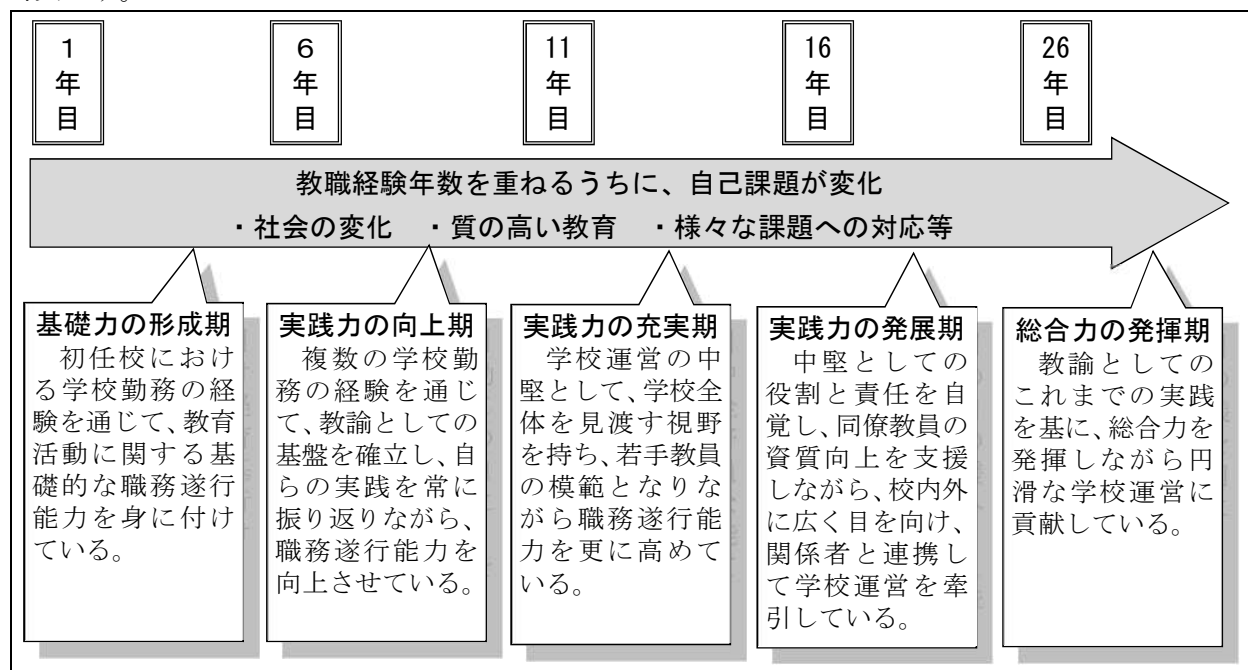 1年目
6年目
11年目
16年目
26年目
教職経験年数を重ねるうちに、自己課題が変化
・社会の変化 ・質の高い教育 ・様々な課題への対応等
基礎力の形成期
初任校におけ
る学校勤務の経
験を通じて、教育
活動に関する基
礎的な職務遂行
能力を身に付け
ている。
実践力の向上期
複数の学校勤
務の経験を通じ
て、教諭としての
基盤を確立し、自
らの実践を常に
振り返りながら、
職務遂行能力を
向上させている。
実践力の充実期
学校運営の中
堅として、学校全
体を見渡す視野
を持ち、若手教員
の模範となりな
がら職務遂行能
力を更に高めて
いる。
実践力の発展期
中堅としての
役割と責任を自
覚し、同僚教員の
資質向上を支援
しながら、校内外
に広く目を向け、
関係者と連携し
て学校運営を牽
引している。
総合力の発揮期
教諭としての
これまでの実践
を基に、総合力を
発揮しながら円
滑な学校運営に
貢献している。